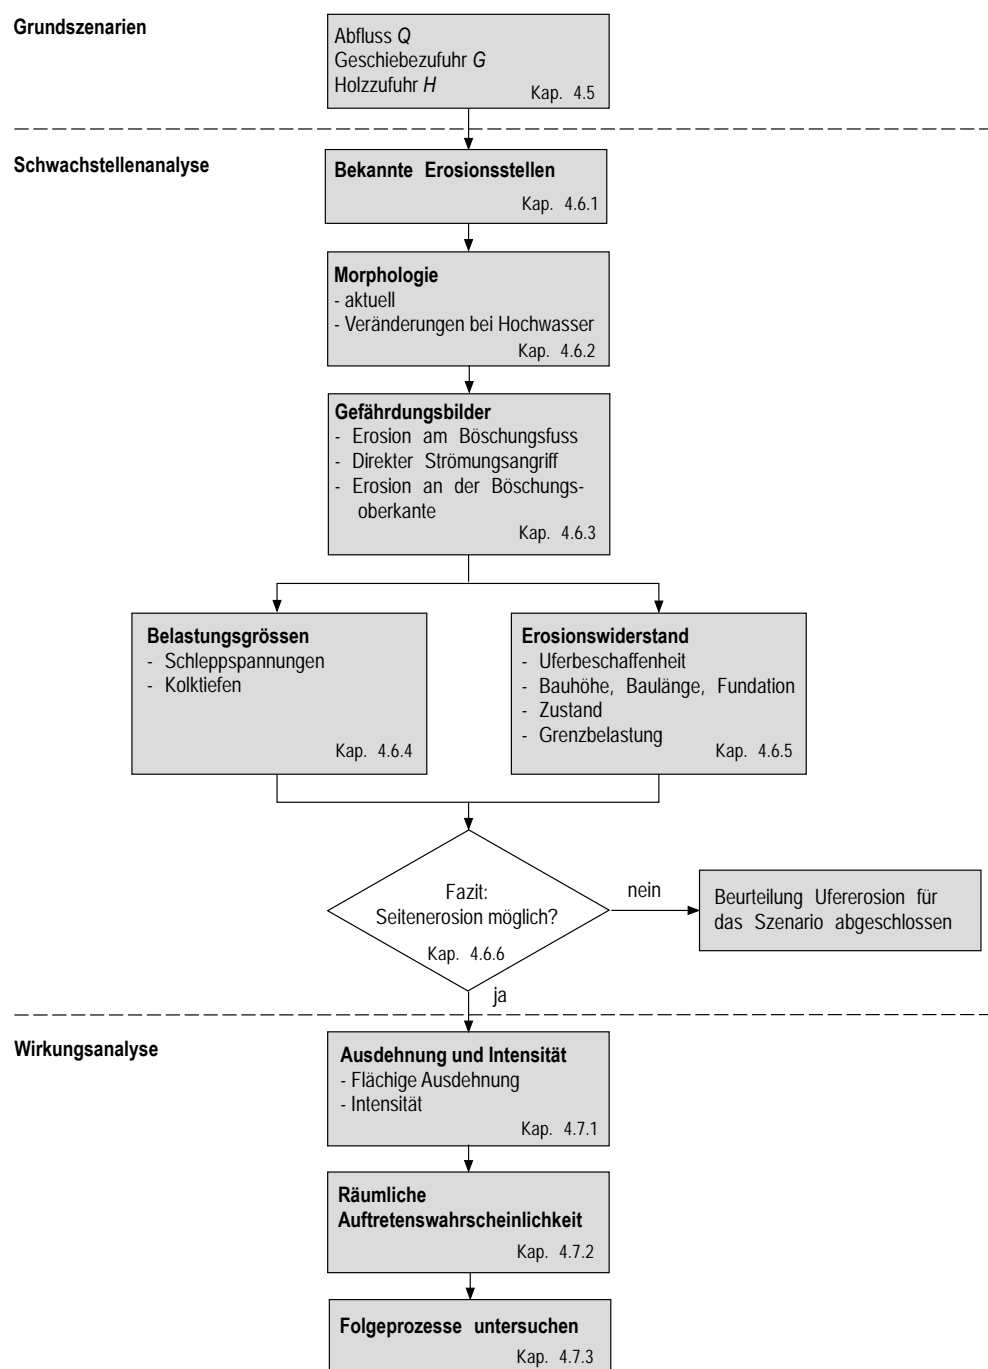 Grundszenarien
Abfluss Q
Geschiebezufuhr G
Holzzufuhr H
Kap. 4.5
Schwachstellenanalyse
Bekannte Erosionsstellen
Kap. 4.6.1
Morphologie
- aktuell
- Veränderungen bei Hochwasser
Kap. 4.6.2
Gefährdungsbilder
- Erosion am Böschungsfuss
- Direkter Strömungsangriff
- Erosion an der Böschungs-
oberkante
Kap. 4.6.3
Belastungsgrössen
- Schleppspannungen
- Kolktiefen
Kap. 4.6.4
Erosionswiderstand
- Uferbeschaffenheit
- Bauhöhe, Baulänge, Fundation
- Zustand
- Grenzbelastung
Kap. 4.6.5
Fazit:
Seitenerosion möglich?
Kap. 4.6.6
nein
Beurteilung Ufererosion für
das Szenario abgeschlossen
ja
Wirkungsanalyse
Ausdehnung und Intensität
- Flächige Ausdehnung
- Intensität
Kap. 4.7.1
Räumliche
Auftretenswahrscheinlichkeit
Kap. 4.7.2
Folgeprozesse untersuchen
Kap. 4.7.3